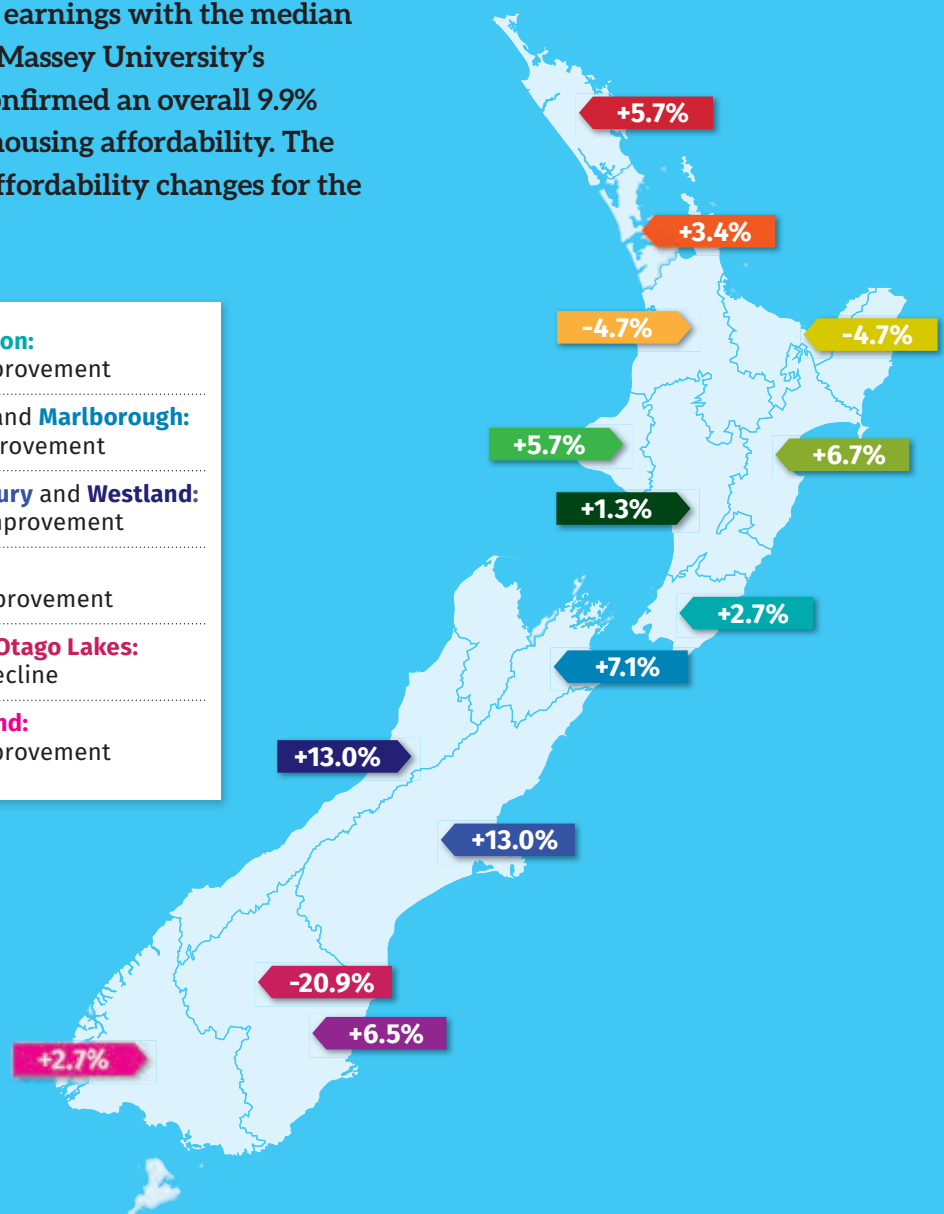 earnings with the median
Massey University's
onfirmed an overall 9.9%
housing affordability. The
ffordability changes for the
on:
provement
and Marlborough:
rovement
ury and Westland:
nprovement
provement
Otago Lakes:
ecline
nd:
provement
+5.7%
+3.4%
-4.7%
-4.7%
+5.7%
+6.7%
+1.3%
+2.7%
+7.1%
+13.0%
+13.0%
-20.9%
+6.5%
+2.7%